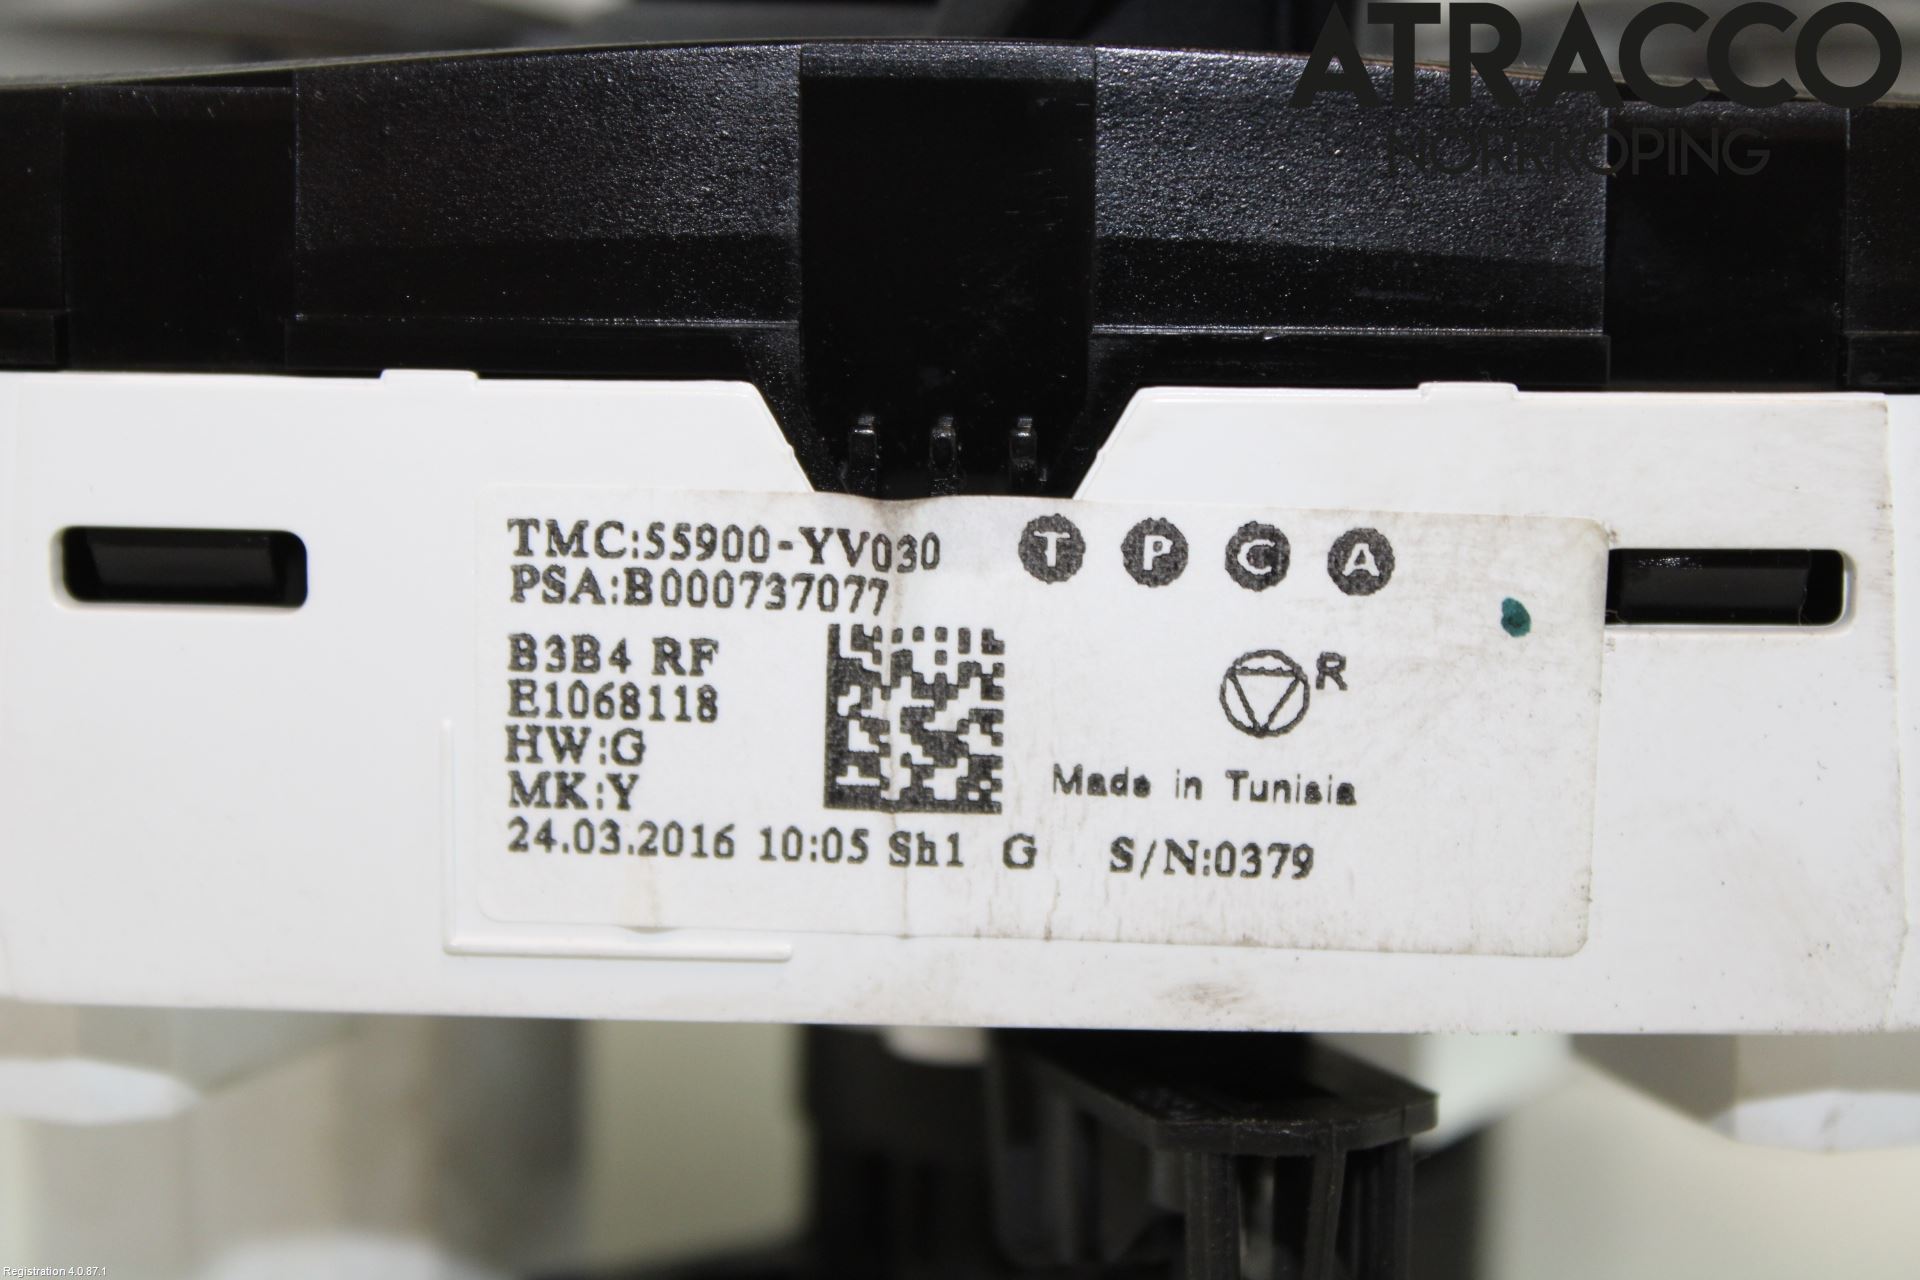 ATRACCO
NORRKÖPING
TMC:55900-YV030
T P C A
PSA:B000737077
B3B4 RF
E1068118
R
HW:G
MK:Y
Made in Tunisia
24.03.2016 10:05 Sh1 G S/N:0379
Registration 4.0.87.1